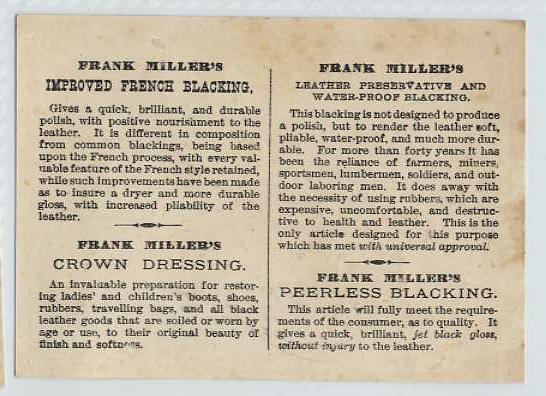 FRANK MILLER'S
IMPROVED FRENCH BLACKING,
Gives a quick, brilliant, and durable
polish, with positive nourishment to the
leather. It is different in composition
from common blackings, being based
upon the French process, with every val-
uable feature of the French style retained,
while such improvements have been made
as to insure a dryer and more durable
gloss, with increased pliability of the
leather.
FRANK MILLER'S
CROWN DRESSING.
An invaluable preparation for restor-
ing ladies' and children's boots, shoes,
rubbers, travelling bags, and all black
leather goods that are soiled or worn by
age or use, to their original beauty of
finish and softness.
FRANK MILLER'S
LEATHER PRESERVATIVE AND
WATER-PROOF BLACKING.
This blacking is not designed to produce
a polish, but to render the leather soft,
pliable, water-proof, and much more dur-
able. For more than forty years it has
been the reliance of farmers, miners,
sportsmen, lumbermen, soldiers, and out-
door laboring men. It does away with
the necessity of using rubbers, which are
expensive, uncomfortable, and destruc-
tive to health and leather. This is the
only article designed for this purpose
which has met with universal approval.
FRANK MILLER'S
PEERLESS BLACKING.
This article will fully meet the require-
ments of the consumer, as to quality. It
gives a quick, brilliant, jet black gloss,
without injury to the leather.